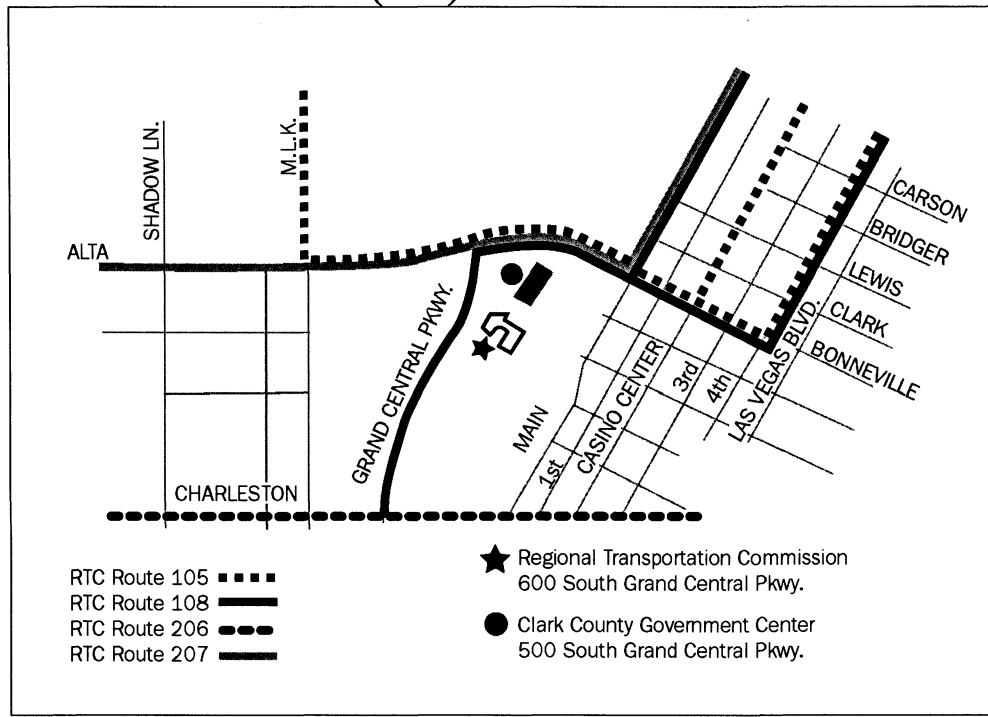 SHADOW LN.
M.L.K.
ALTA
GRAND CENTRAL PKWY.
CHARLESTON
MAIN
1st
CASINO CENTER
3rd
4th
LAS VEGAS BLVD.
CARSON
BRIDGER
LEWIS
CLARK
BONNEVILLE
RTC Route 105
RTC Route 108
RTC Route 206
RTC Route 207
Regional Transportation Commission
600 South Grand Central Pkwy.
Clark County Government Center
500 South Grand Central Pkwy.